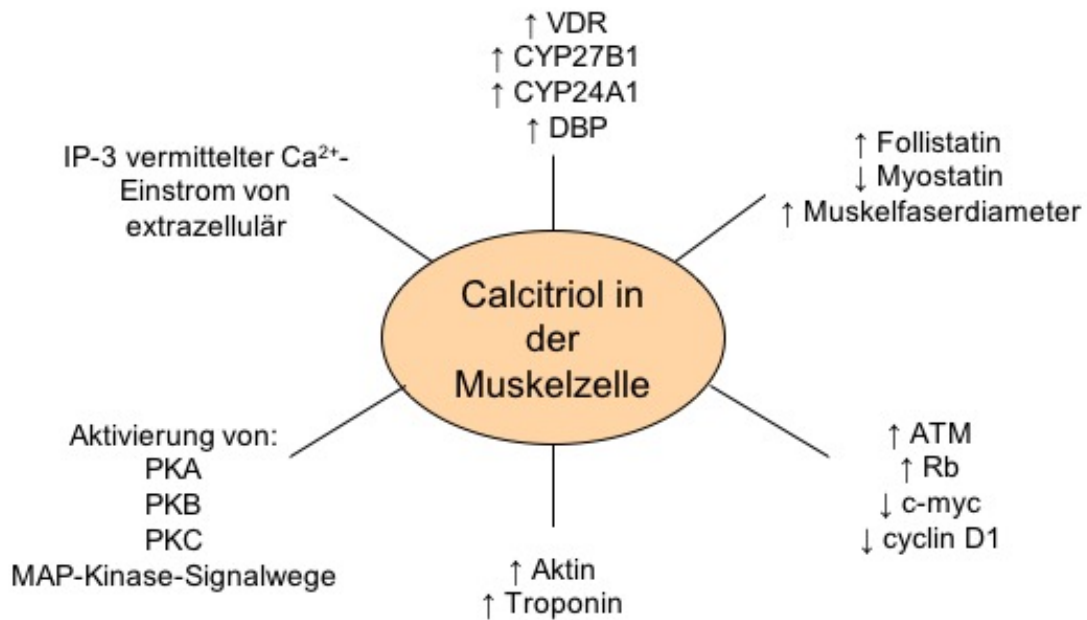 ↑ VDR
↑ CYP27B1
↑ CYP24A1
↑ DBP
IP-3 vermittelter Ca²⁺-
Einstrom von
extrazellulär
↑ Follistatin
↓ Myostatin
↑ Muskelfaserdiameter
Calcitriol in
der
Muskelzelle
Aktivierung von:
PKA
PKB
PKC
MAP-Kinase-Signalwege
↑ Aktin
↑ Troponin
↑ ATM
↑ Rb
↓ c-myc
↓ cyclin D1